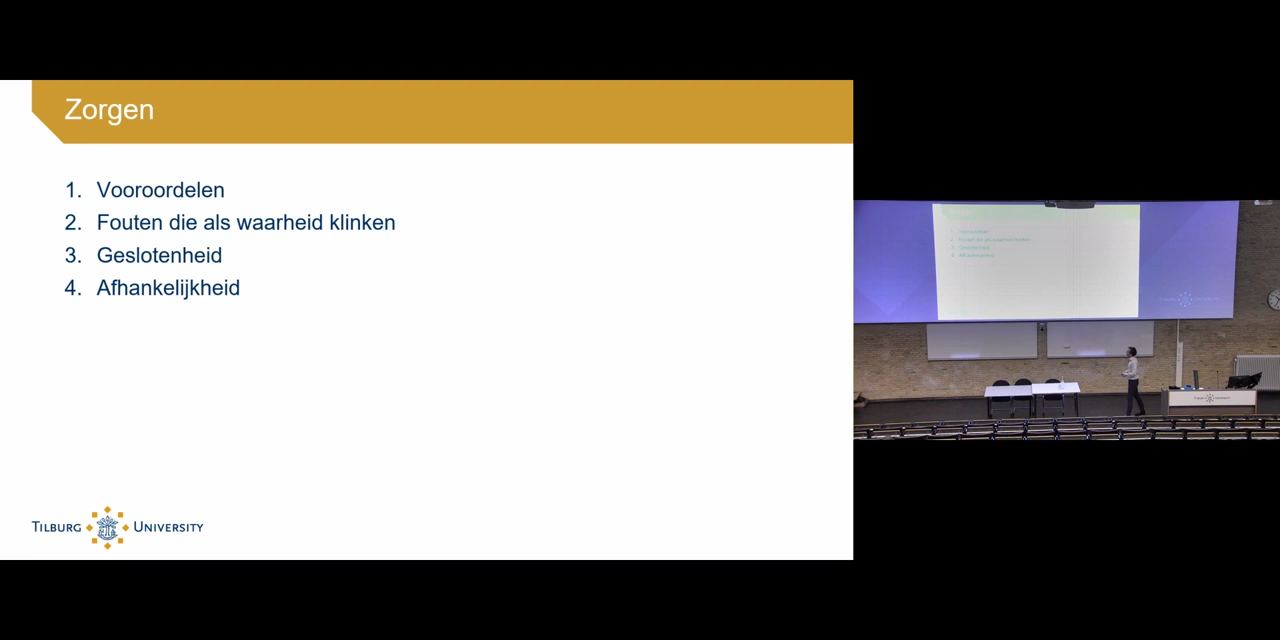 Zorgen
1. Vooroordelen
2. Fouten die als waarheid klinken
3. Geslotenheid
4. Afhankelijkheid
TILBURG UNIVERSITY